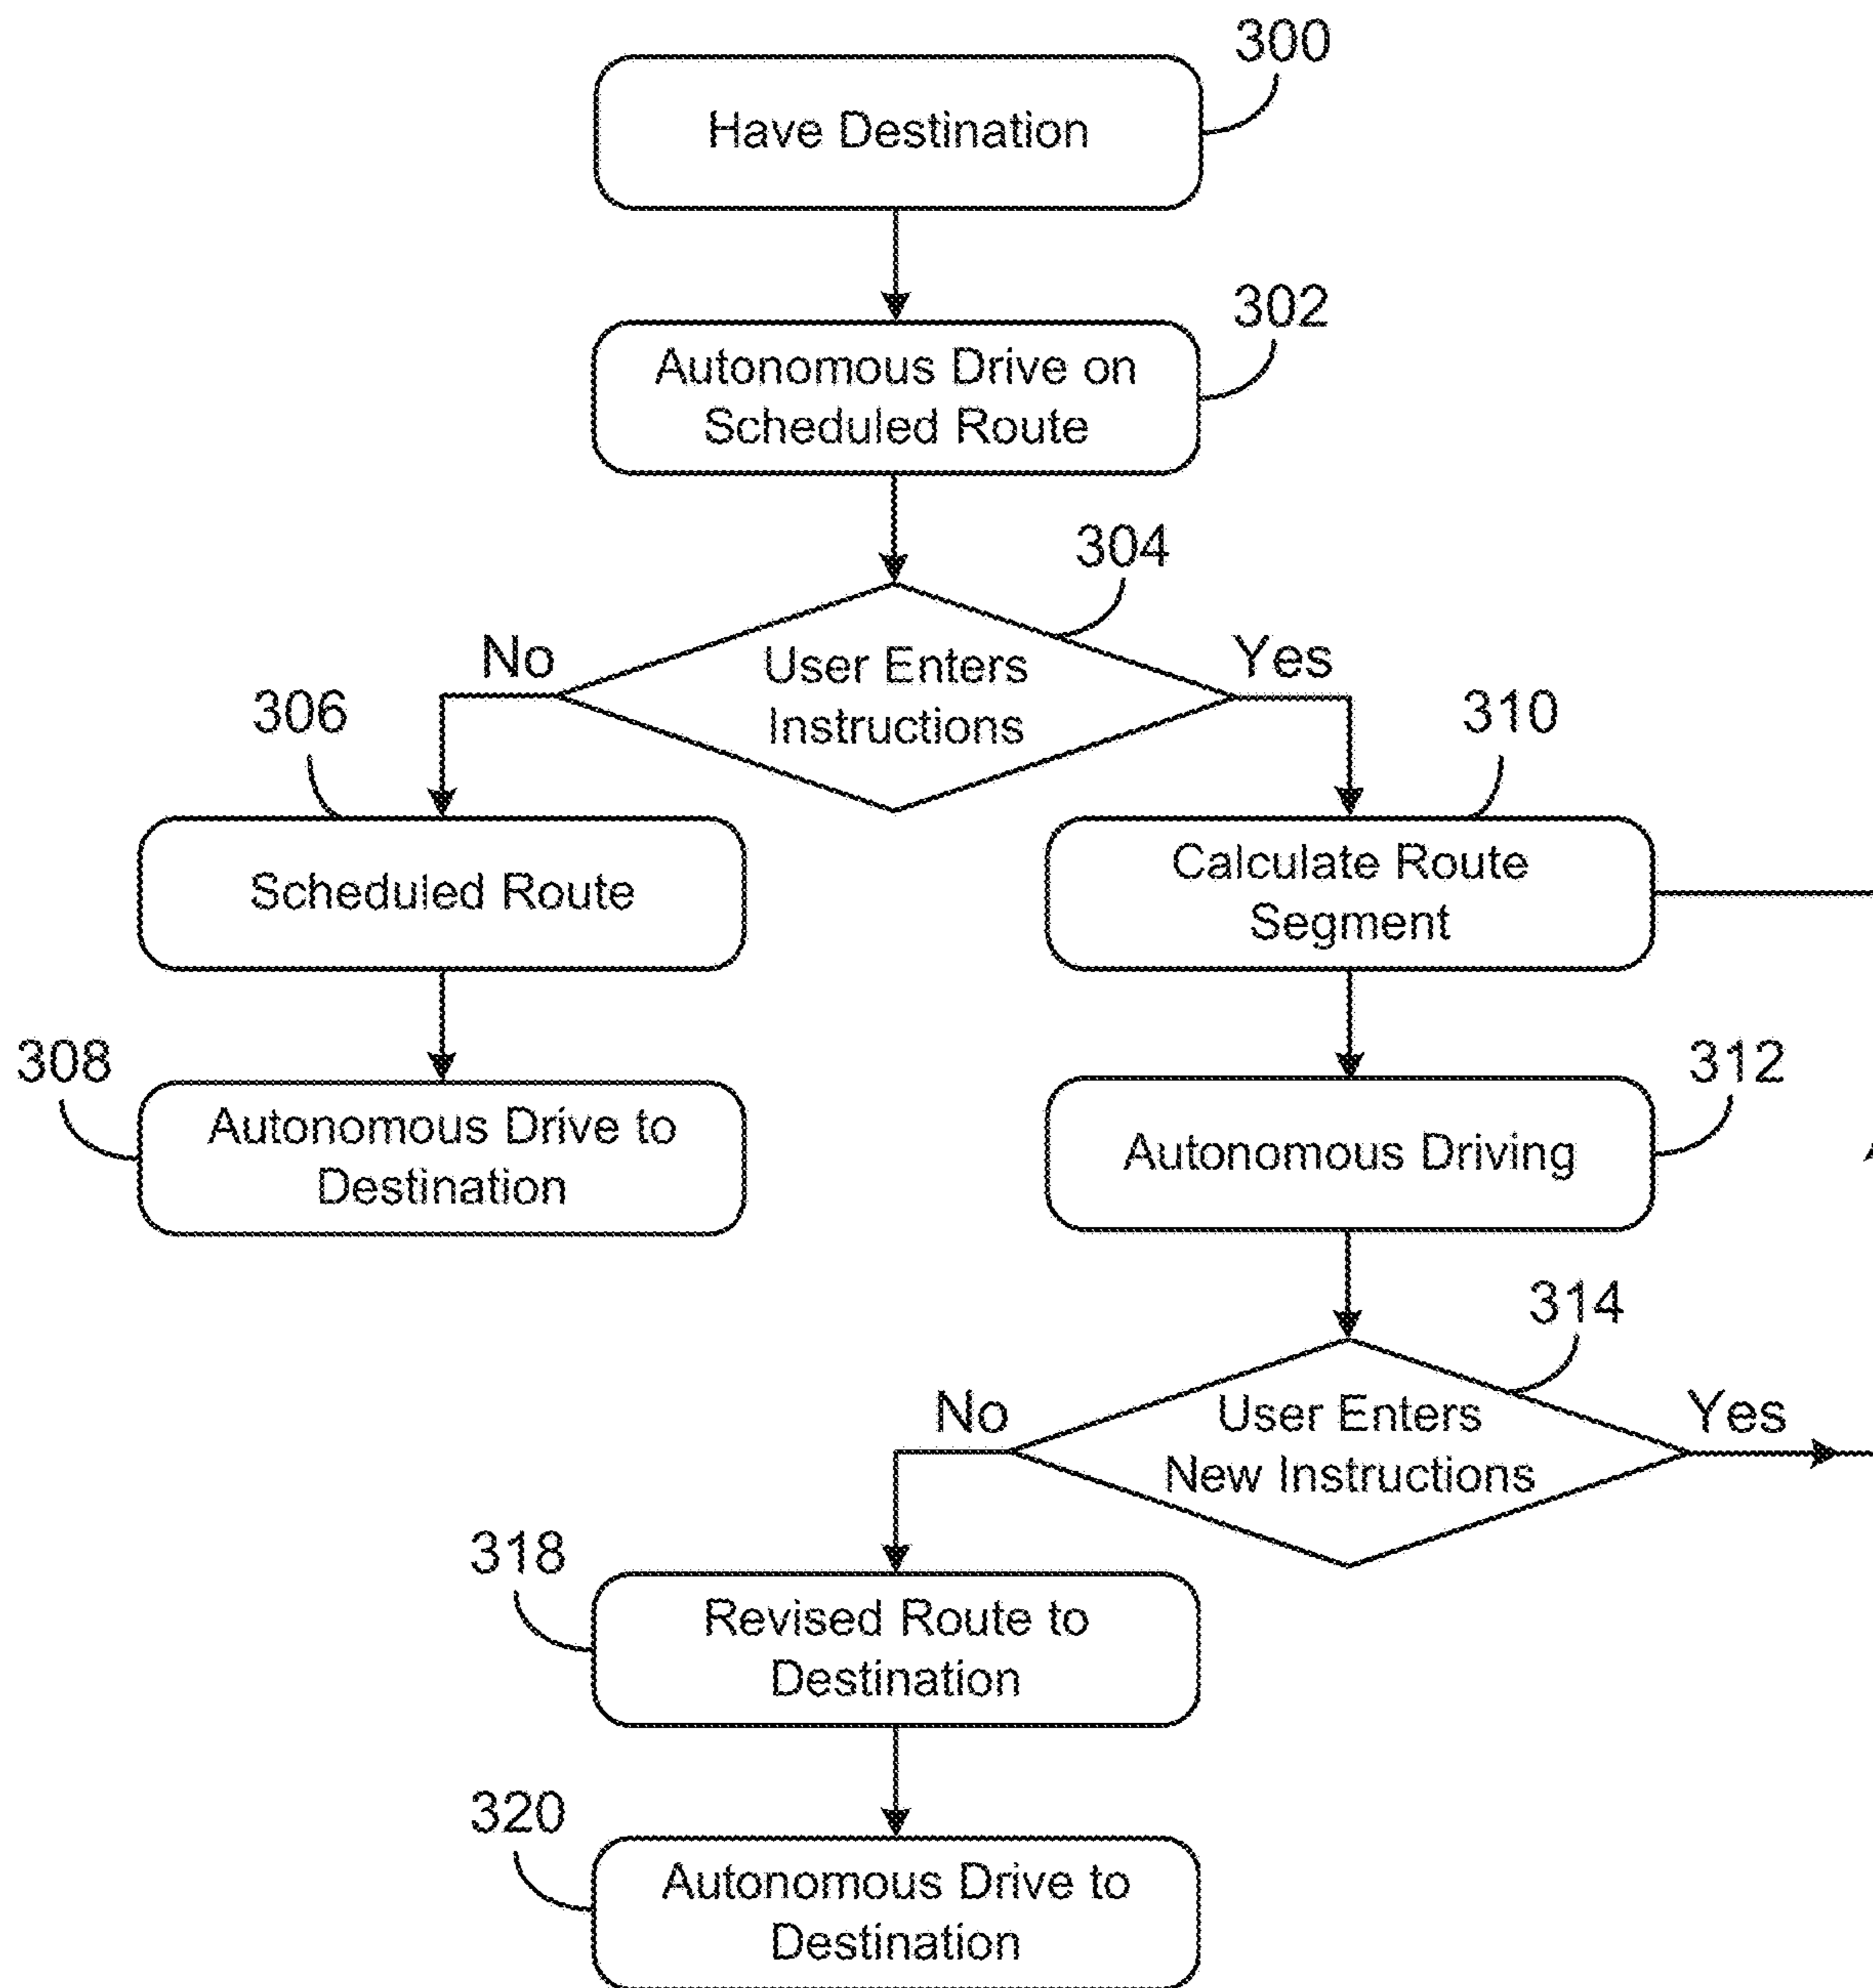 300
Have Destination
302
Autonomous Drive on
Scheduled Route
304
No
User Enters
Instructions
Yes
306
310
Scheduled Route
Calculate Route
Segment
308
Autonomous Drive to
Destination
312
Autonomous Driving
314
No
User Enters
New Instructions
Yes
318
Revised Route to
Destination
320
Autonomous Drive to
Destination